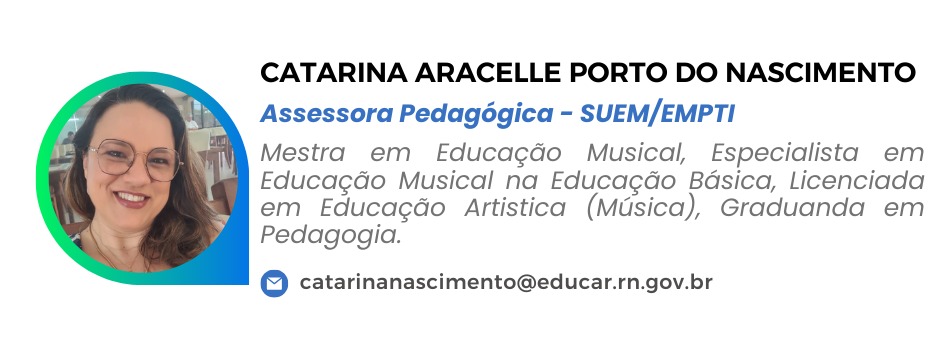 CATARINA ARACELLE PORTO DO NASCIMENTO
Assessora Pedagógica - SUEM/EMPTI
Mestra em Educação Musical, Especialista em
Educação Musical na Educação Básica, Licenciada
em Educação Artistica (Música), Graduanda em
Pedagogia.
catarinanascimento@educar.rn.gov.br